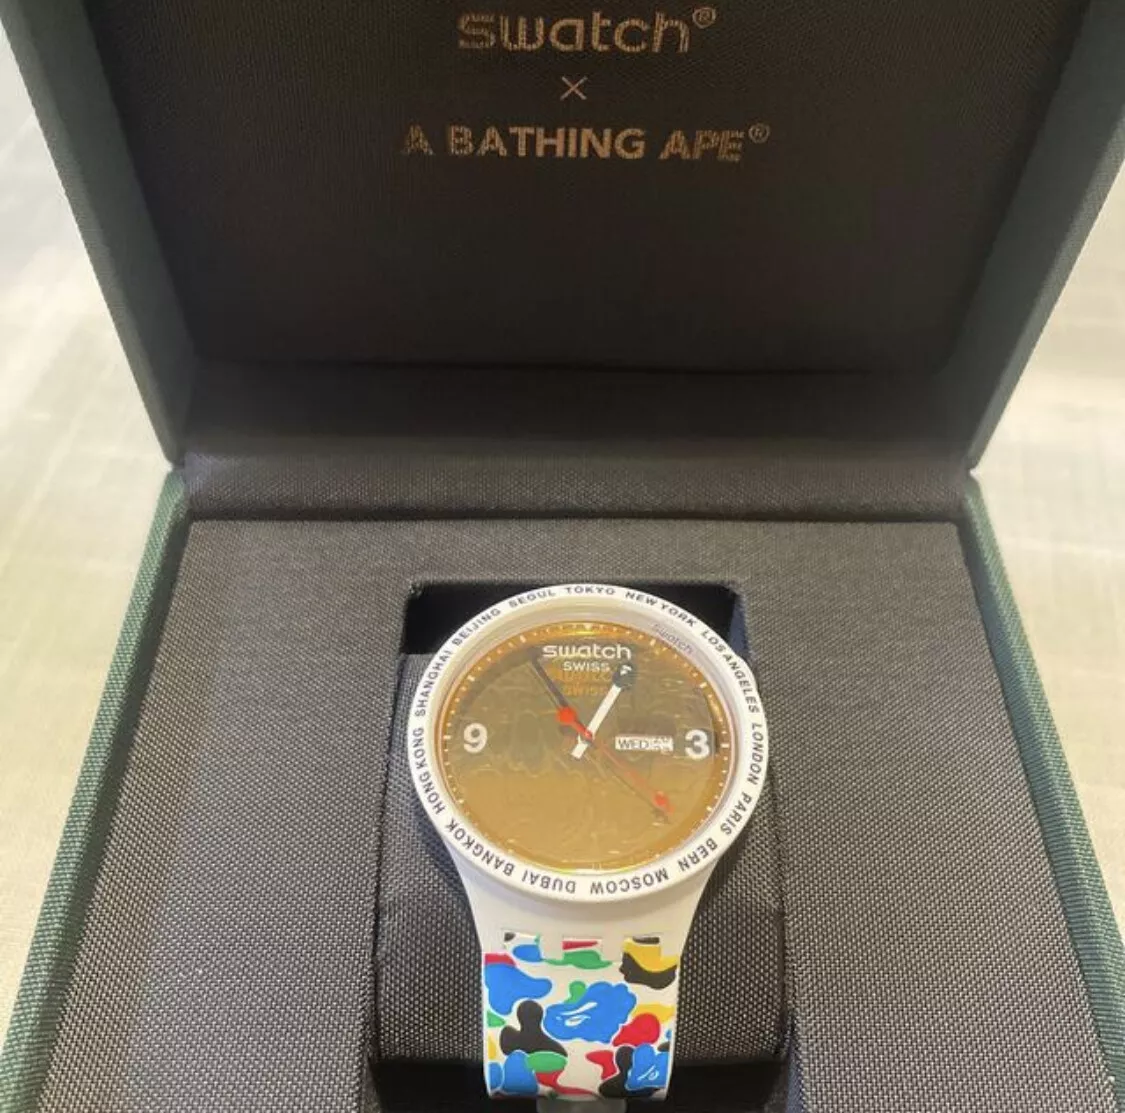 swatch®
×
A BATHING APE®
TOKYO NEW YORK LOS ANGELES LONDON PARIS BERN MOSCOW DUBAI BANGKOK HONG KONG SHANGHAI BEIJING SEOUL
swatch
swatch
SWISS
9
WED
3